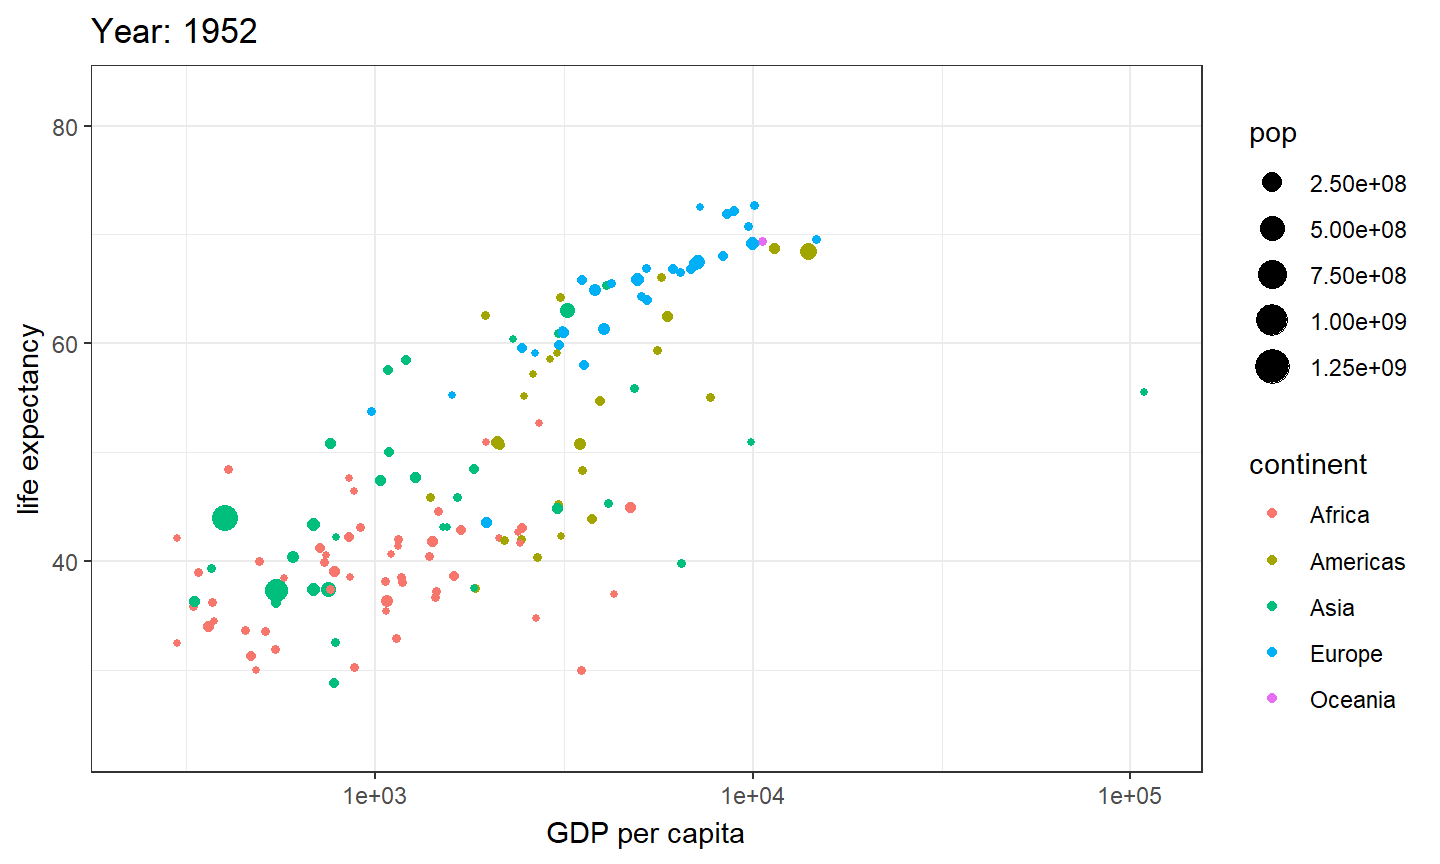 Year: 1952
80
60
40
life expectancy
1e+03
1e+04
1e+05
GDP per capita
pop
2.50e+08
5.00e+08
7.50e+08
1.00e+09
1.25e+09
continent
Africa
Americas
Asia
Europe
Oceania